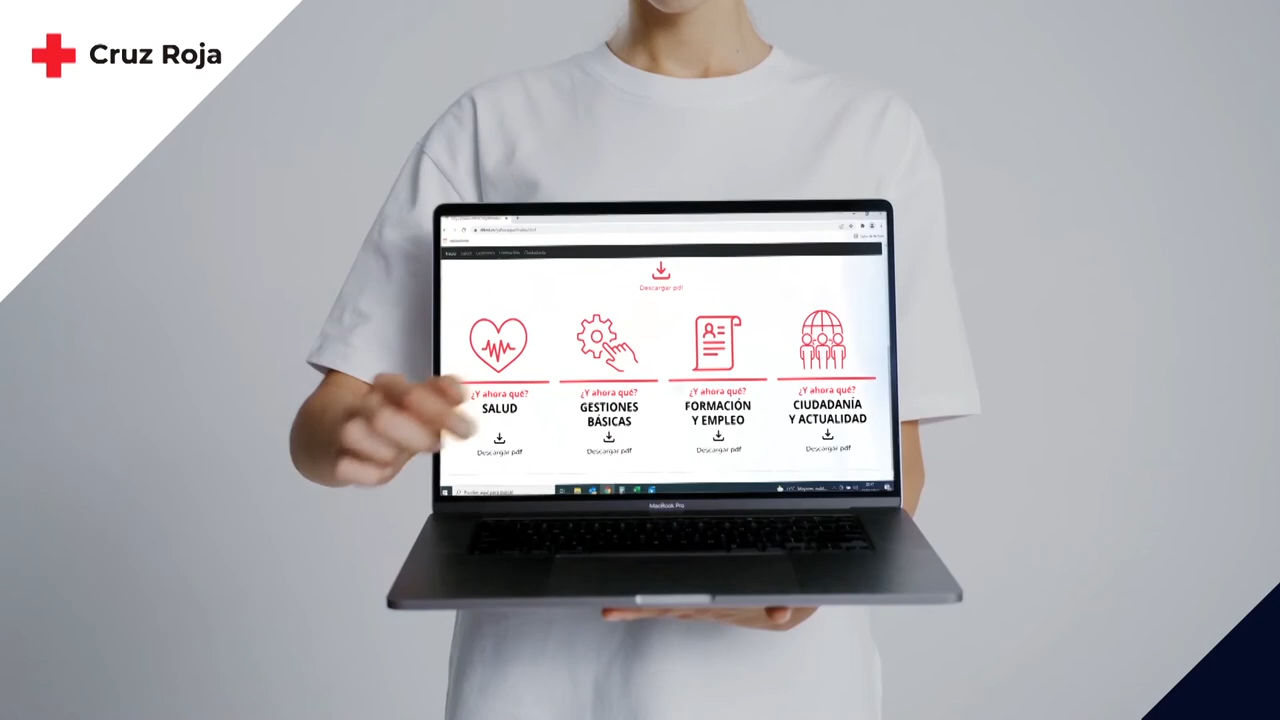 Cruz Roja
Descargar pdf
¿Y ahora qué?
SALUD
Descargar pdf
¿Y ahora qué?
GESTIONES
BÁSICAS
Descargar pdf
¿Y ahora qué?
FORMACIÓN
Y EMPLEO
Descargar pdf
¿Y ahora qué?
CIUDADANÍA
Y ACTUALIDAD
Descargar pdf
MacBook Pro